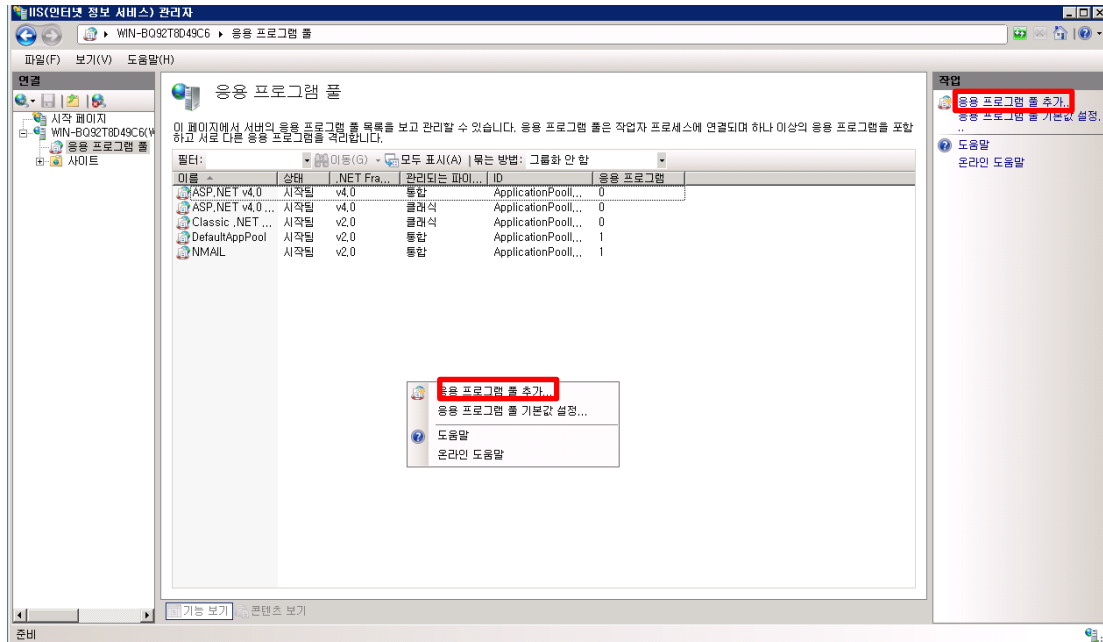 IIS(인터넷 정보 서비스) 관리자
WIN-BQ92T8D49C6 ▸ 응용 프로그램 풀
파일(F) 보기(V) 도움말(H)
연결
시작 페이지
WIN-BQ92T8D49C6(W
응용 프로그램 풀
사이트
응용 프로그램 풀
이 페이지에서 서버의 응용 프로그램 풀 목록을 보고 관리할 수 있습니다. 응용 프로그램 풀은 작업자 프로세스에 연결되며 하나 이상의 응용 프로그램을 포함
하고 서로 다른 응용 프로그램을 격리합니다.
필터: 이동(G) 모두 표시(A) | 묶는 방법: 그룹화 안 함
이름 상태 .NET Fra... 관리되는 파이... ID 응용 프로그램
ASP.NET v4.0 시작됨 v4.0 통합 ApplicationPoolI... 0
ASP.NET v4.0 ... 시작됨 v4.0 클래식 ApplicationPoolI... 0
Classic .NET ... 시작됨 v2.0 클래식 ApplicationPoolI... 0
DefaultAppPool 시작됨 v2.0 통합 ApplicationPoolI... 1
NMAIL 시작됨 v2.0 통합 ApplicationPoolI... 1
응용 프로그램 풀 추가...
응용 프로그램 풀 기본값 설정...
도움말
온라인 도움말
기능 보기 콘텐츠 보기
작업
응용 프로그램 풀 추가...
응용 프로그램 풀 기본값 설정.
..
도움말
온라인 도움말
준비